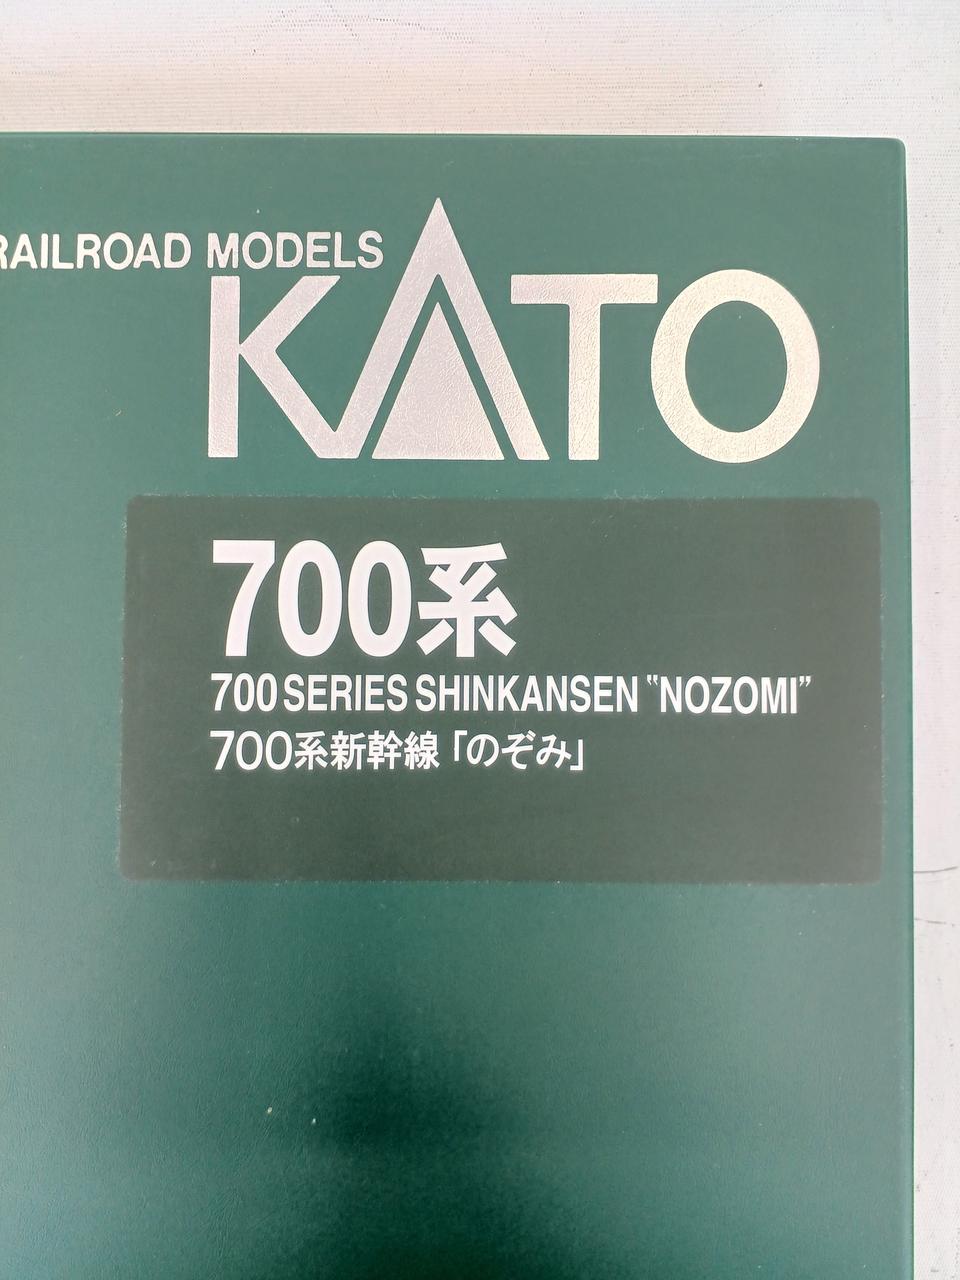 RAILROAD MODELS
KATO
700系
700 SERIES SHINKANSEN “NOZOMI”
700系新幹線「のぞみ」